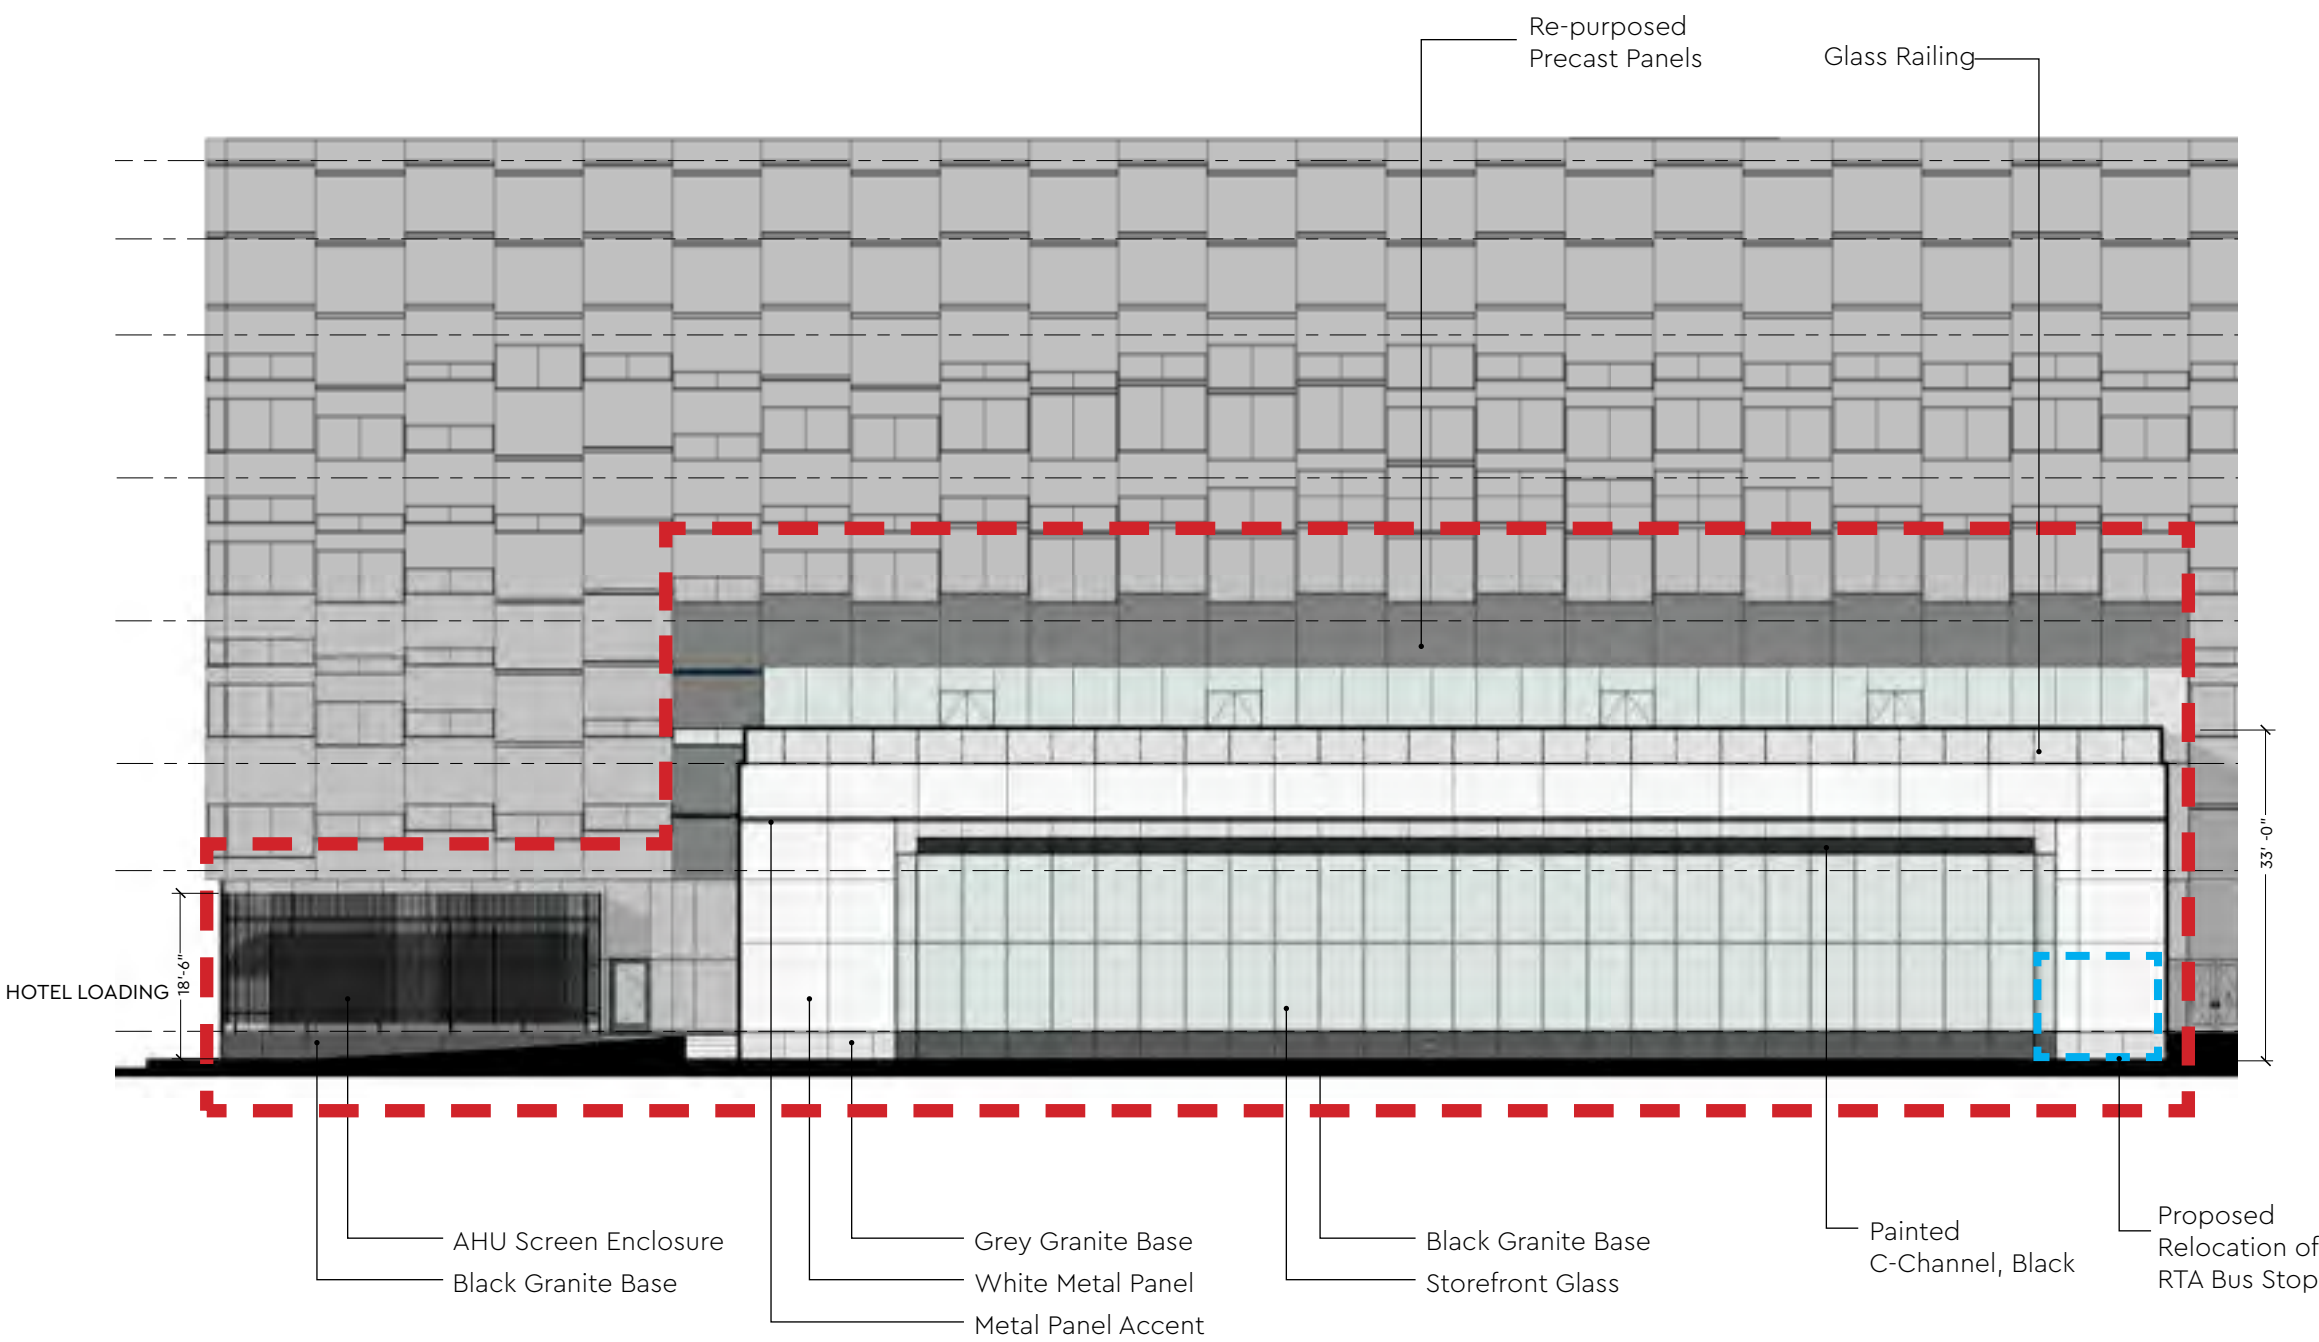 Re-purposed
Precast Panels
Glass Railing
33' -0"
18'-6"
HOTEL LOADING
AHU Screen Enclosure
Black Granite Base
Grey Granite Base
White Metal Panel
Metal Panel Accent
Black Granite Base
Storefront Glass
Painted
C-Channel, Black
Proposed
Relocation of
RTA Bus Stop